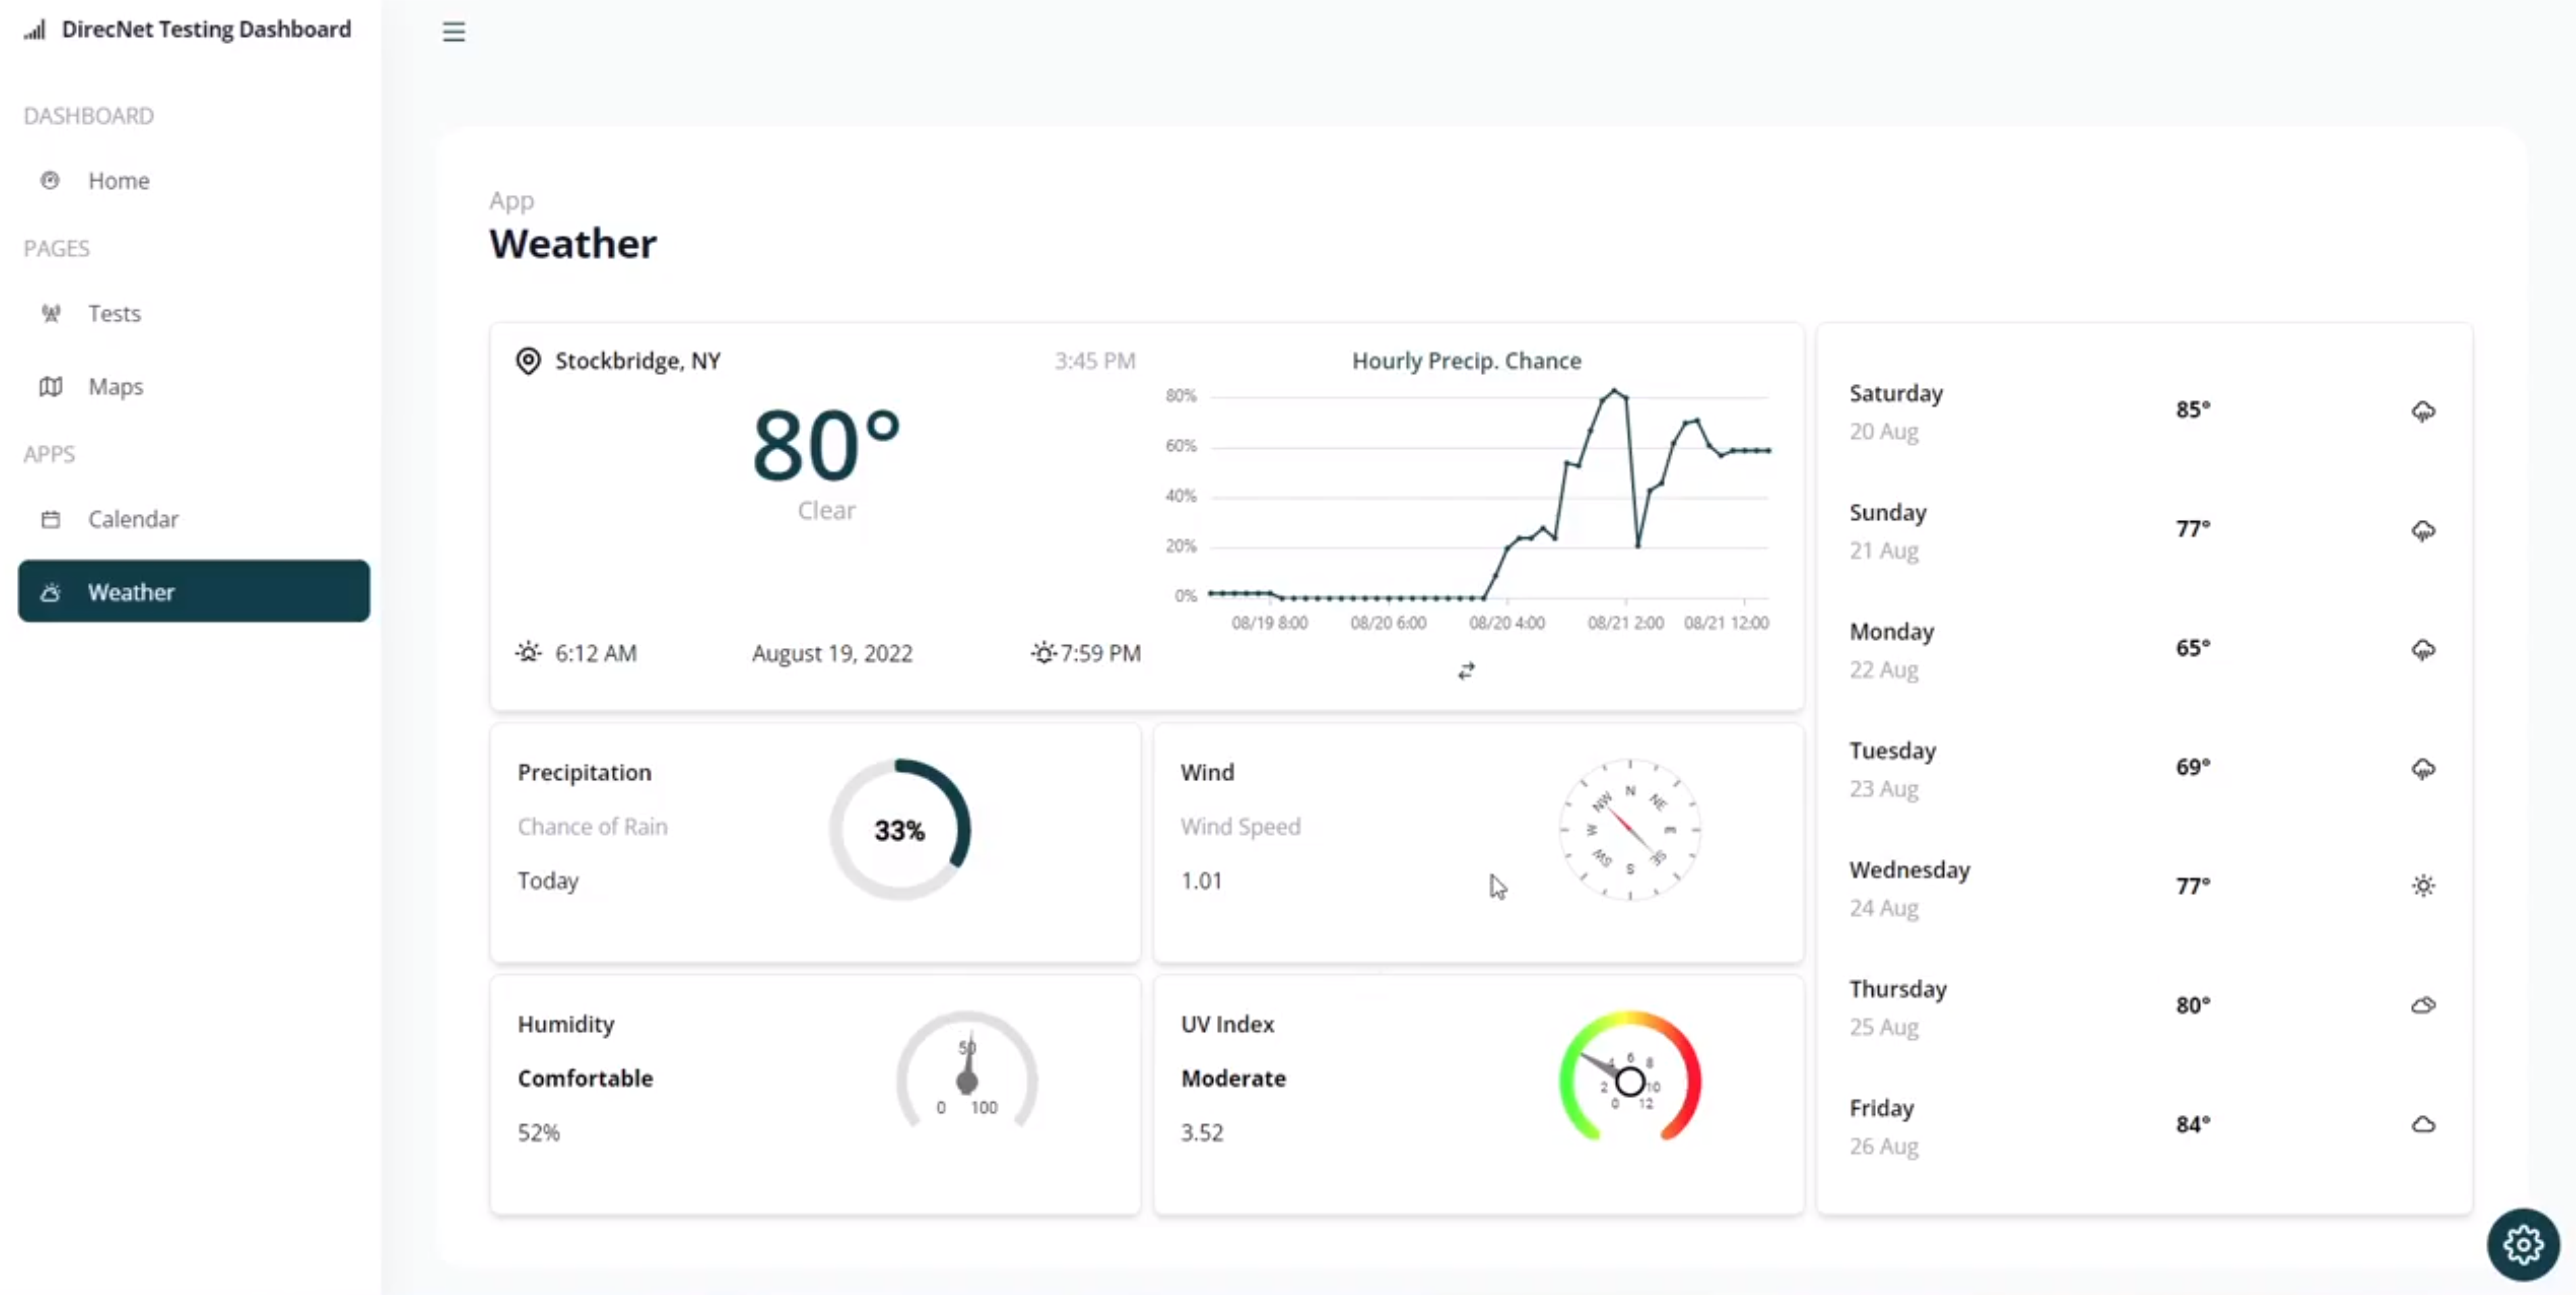 DirecNet Testing Dashboard
DASHBOARD
Home
PAGES
Tests
Maps
APPS
Calendar
Weather
App
Weather
Stockbridge, NY
3:45 PM
80°
Clear
6:12 AM
August 19, 2022
7:59 PM
Hourly Precip. Chance
80%
60%
40%
20%
0%
08/19 8:00 08/20 6:00 08/20 4:00 08/21 2:00 08/21 12:00
Precipitation
Chance of Rain
Today
33%
Wind
Wind Speed
1.01
N
NE
E
SE
S
SW
W
NW
Humidity
Comfortable
52%
50
0 100
UV Index
Moderate
3.52
0
2
4
6
8
10
12
Saturday
20 Aug
85°
Sunday
21 Aug
77°
Monday
22 Aug
65°
Tuesday
23 Aug
69°
Wednesday
24 Aug
77°
Thursday
25 Aug
80°
Friday
26 Aug
84°